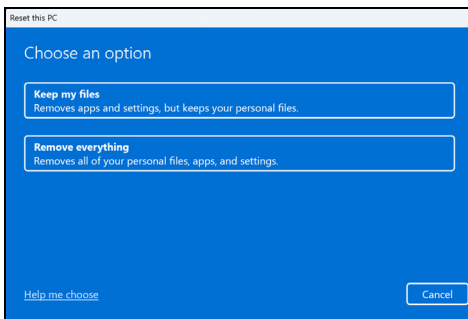 Reset this PC
Choose an option
Keep my files
Removes apps and settings, but keeps your personal files.
Remove everything
Removes all of your personal files, apps, and settings.
Help me choose
Cancel